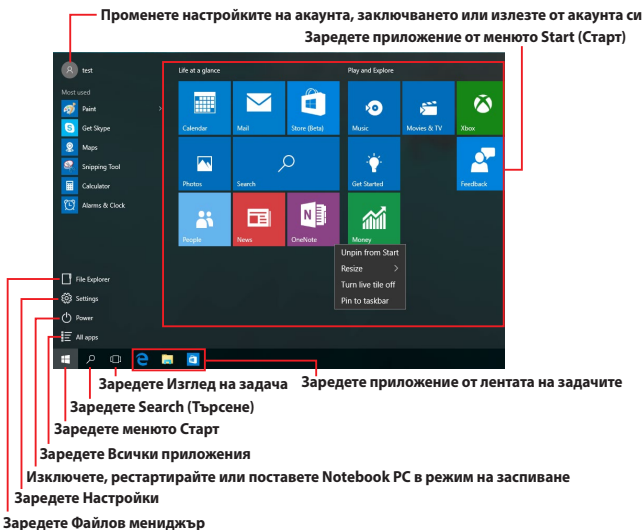 Променете настройките на акаунта, заключването или излезте от акаунта си
Заредете приложение от менюто Start (Старт)
test
Life at a glance
Play and Explore
Most used
Paint
Get Skype
Maps
Snipping Tool
Calculator
Alarms & Clock
Calendar
Mail
Store (Beta)
Music
Movies & TV
Xbox
Photos
Search
Get Started
Feedback
People
News
OneNote
Money
Unpin from Start
Resize
Turn live tile off
Pin to taskbar
File Explorer
Settings
Power
All apps
Заредете Изглед на задача
Заредете приложение от лентата на задачите
Заредете Search (Търсене)
Заредете менюто Старт
Заредете Всички приложения
Изключете, рестартирайте или поставете Notebook PC в режим на заспиване
Заредете Настройки
Заредете Файлов мениджър